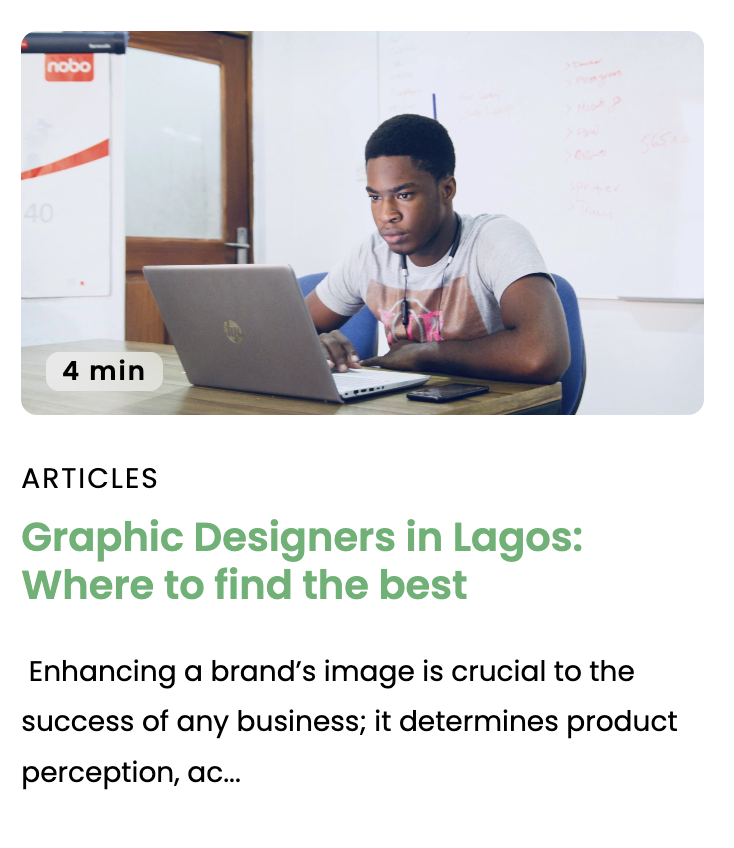 nobo
40
4 min
ARTICLES
Graphic Designers in Lagos:
Where to find the best
Enhancing a brand’s image is crucial to the
success of any business; it determines product
perception, ac...